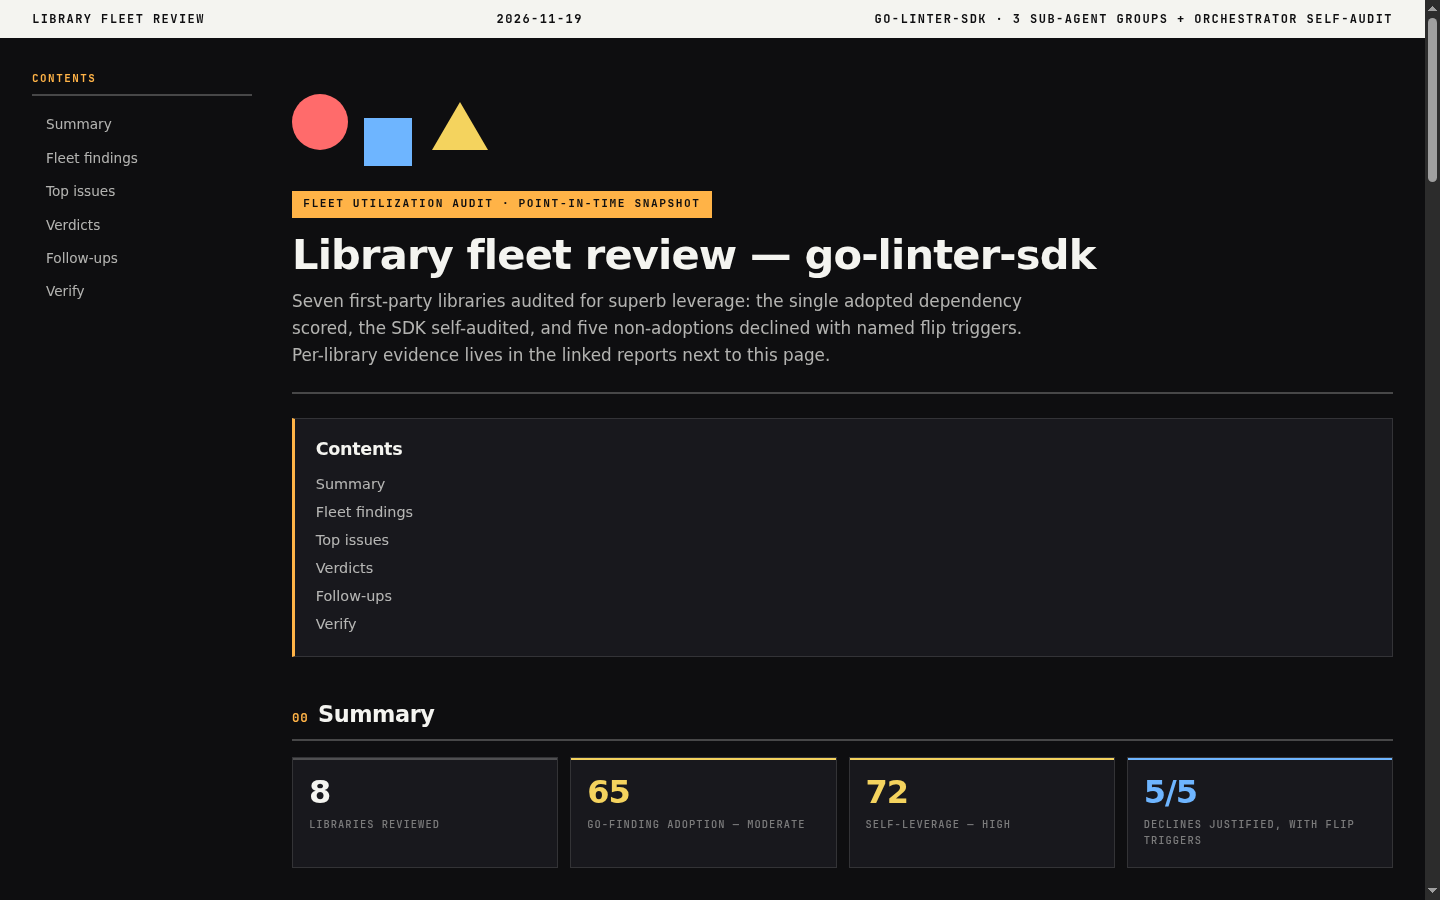 LIBRARY FLEET REVIEW
2026-11-19
GO-LINTER-SDK · 3 SUB-AGENT GROUPS + ORCHESTRATOR SELF-AUDIT
CONTENTS
Summary
Fleet findings
Top issues
Verdicts
Follow-ups
Verify
FLEET UTILIZATION AUDIT · POINT-IN-TIME SNAPSHOT
Library fleet review — go-linter-sdk
Seven first-party libraries audited for superb leverage: the single adopted dependency
scored, the SDK self-audited, and five non-adoptions declined with named flip triggers.
Per-library evidence lives in the linked reports next to this page.
Contents
Summary
Fleet findings
Top issues
Verdicts
Follow-ups
Verify
00 Summary
8
LIBRARIES REVIEWED
65
GO-FINDING ADOPTION — MODERATE
72
SELF-LEVERAGE — HIGH
5/5
DECLINES JUSTIFIED, WITH FLIP
TRIGGERS